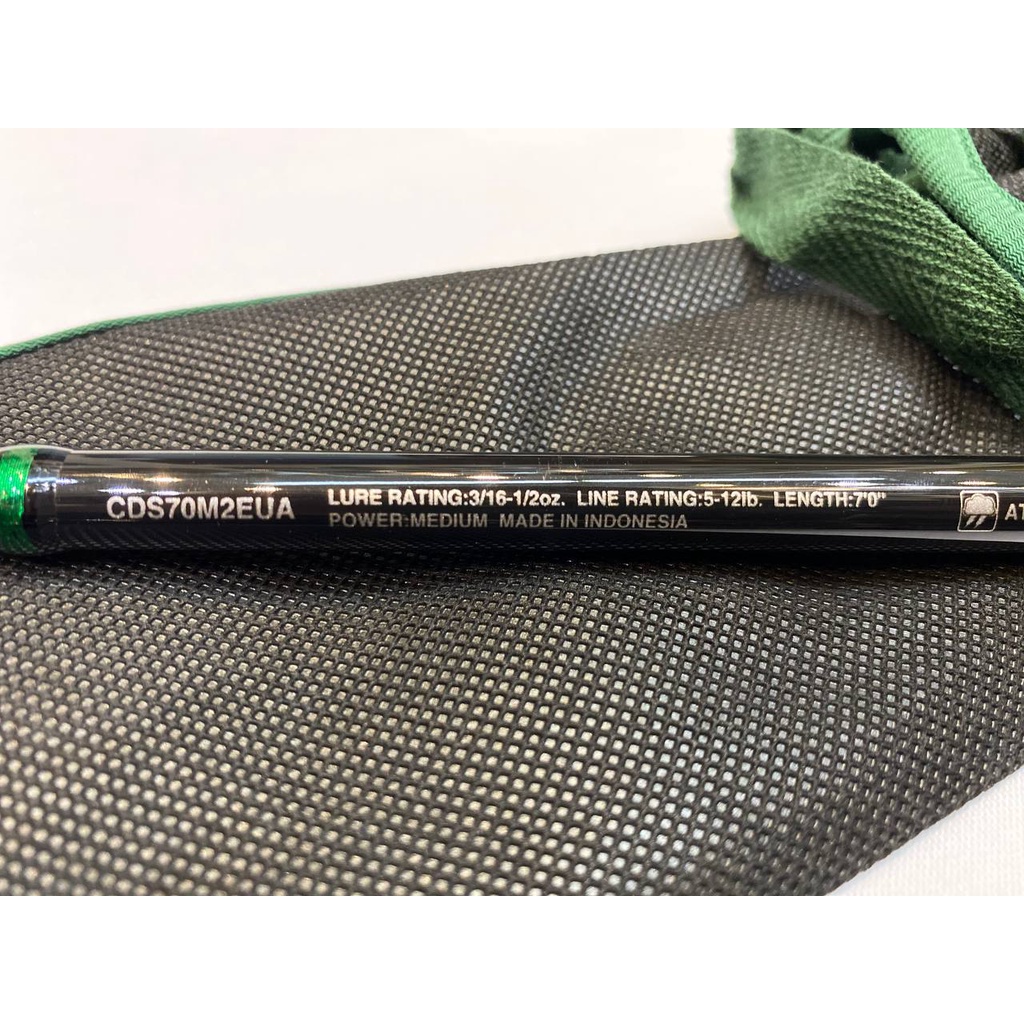 CDS70M2EUA
LURE RATING:3/16-1/2oz. LINE RATING:5-12lb. LENGTH:7'0"
POWER:MEDIUM MADE IN INDONESIA
AT